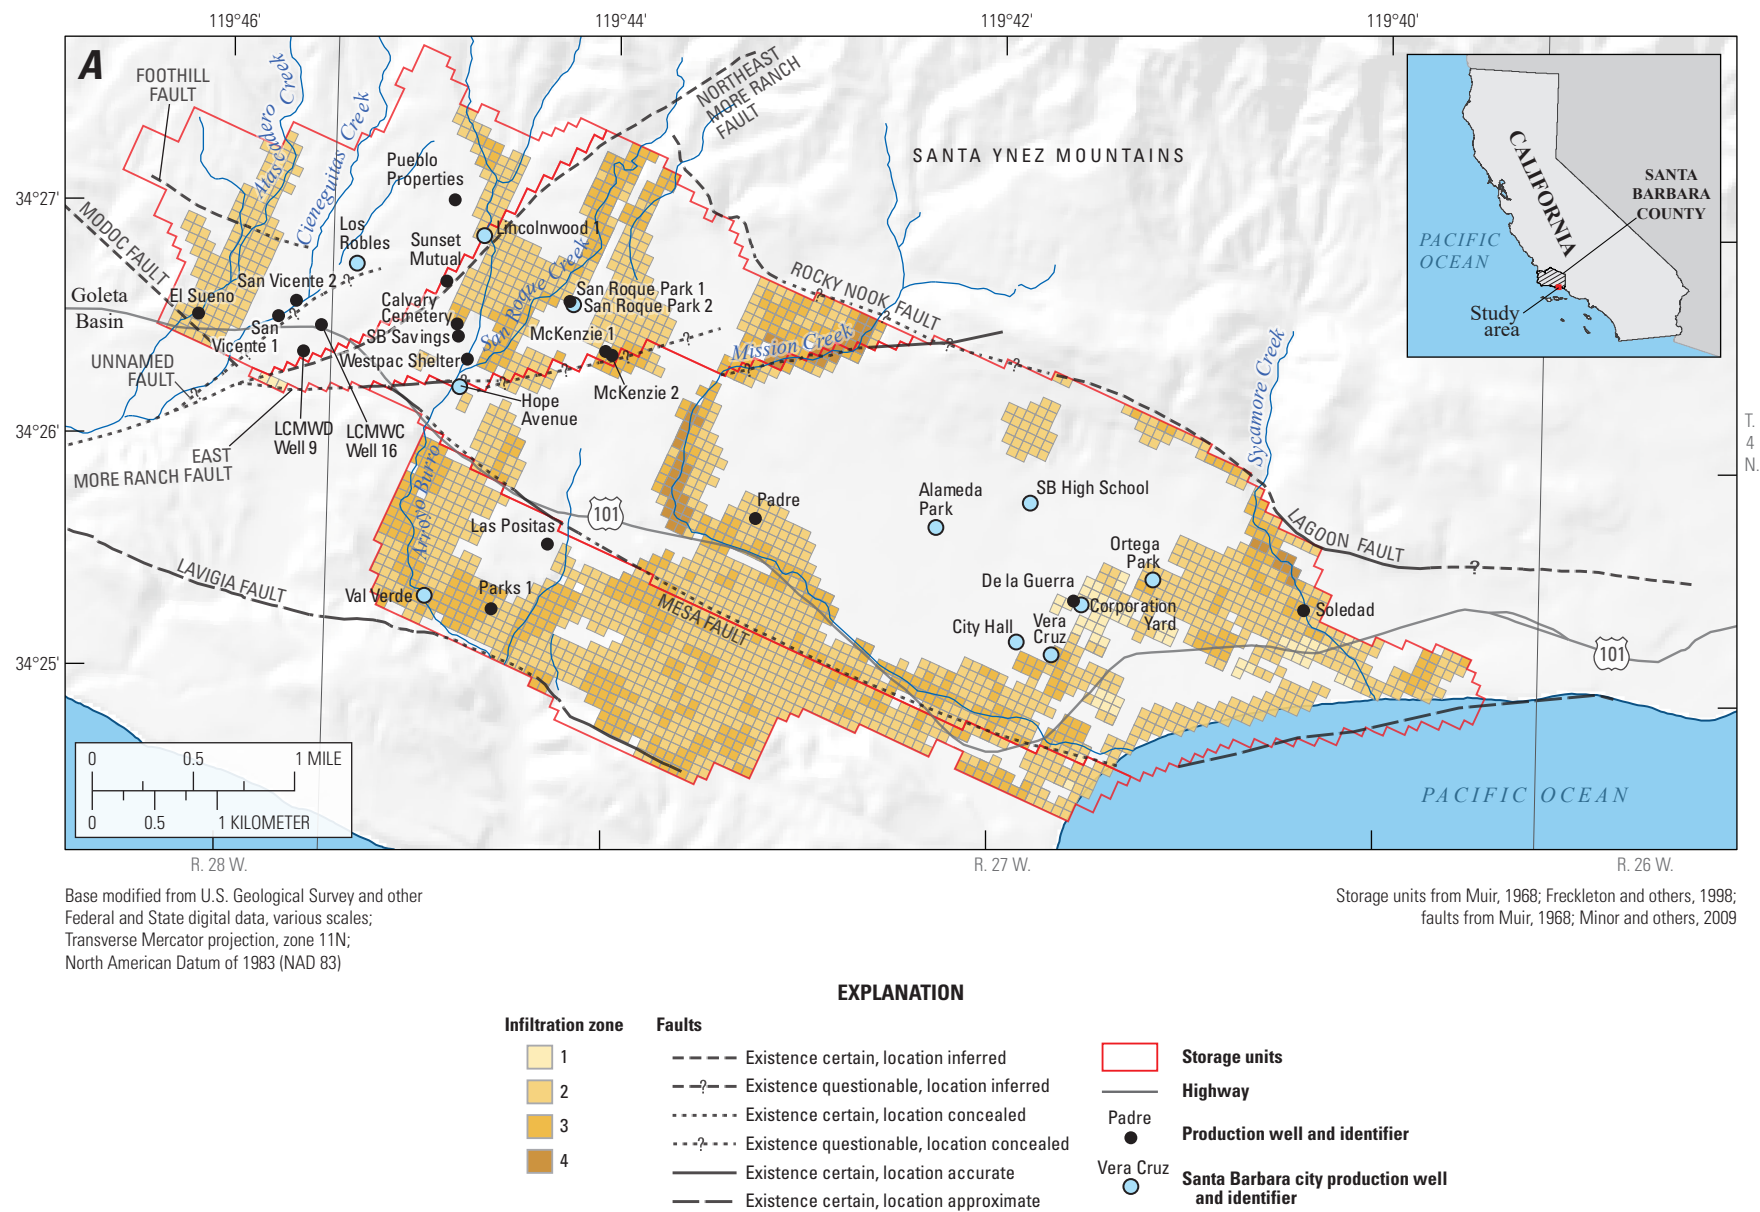 119°46'
119°44'
119°42'
119°40'
A
FOOTHILL
FAULT
Atascadero
Creek
Cieneguitas Creek
NORTHEAST
MORE RANCH
FAULT
SANTA YNEZ MOUNTAINS
CALIFORNIA
SANTA
BARBARA
COUNTY
PACIFIC
OCEAN
Study
area
34°27'
34°26'
34°25'
Pueblo
Properties
MODOC FAULT
Los
Robles
Sunset
Mutual
Lincolnwood 1
San Roque Creek
ROCKY NOOK FAULT
Goleta
Basin
El Sueno
San Vicente 2
?
San
Vicente 1
?
Calvary
Cemetery
SB Savings
Westpac Shelter
San Roque Park 1
San Roque Park 2
McKenzie 1
McKenzie 2
?
?
?
?
?
Mission Creek
?
?
?
?
UNNAMED
FAULT
?
Hope
Avenue
LCMWD
Well 9
LCMWC
Well 16
EAST
MORE RANCH FAULT
Sycamore Creek
T.
4
N.
Arroyo Burro
Las Positas
101
Padre
Alameda
Park
SB High School
LAGOON FAULT
?
Ortega
Park
LAVIGIA FAULT
Val Verde
Parks 1
MESA FAULT
De la Guerra
Corporation
Yard
Vera
Cruz
City Hall
Soledad
101
PACIFIC OCEAN
0 0.5 1 MILE
0 0.5 1 KILOMETER
R. 28 W.
R. 27 W.
R. 26 W.
Base modified from U.S. Geological Survey and other
Federal and State digital data, various scales;
Transverse Mercator projection, zone 11N;
North American Datum of 1983 (NAD 83)
Storage units from Muir, 1968; Freckleton and others, 1998;
faults from Muir, 1968; Minor and others, 2009
EXPLANATION
Infiltration zone
1
2
3
4
Faults
Existence certain, location inferred
? Existence questionable, location inferred
Existence certain, location concealed
? Existence questionable, location concealed
Existence certain, location accurate
Existence certain, location approximate
Storage units
Highway
Padre
Production well and identifier
Vera Cruz
Santa Barbara city production well
and identifier